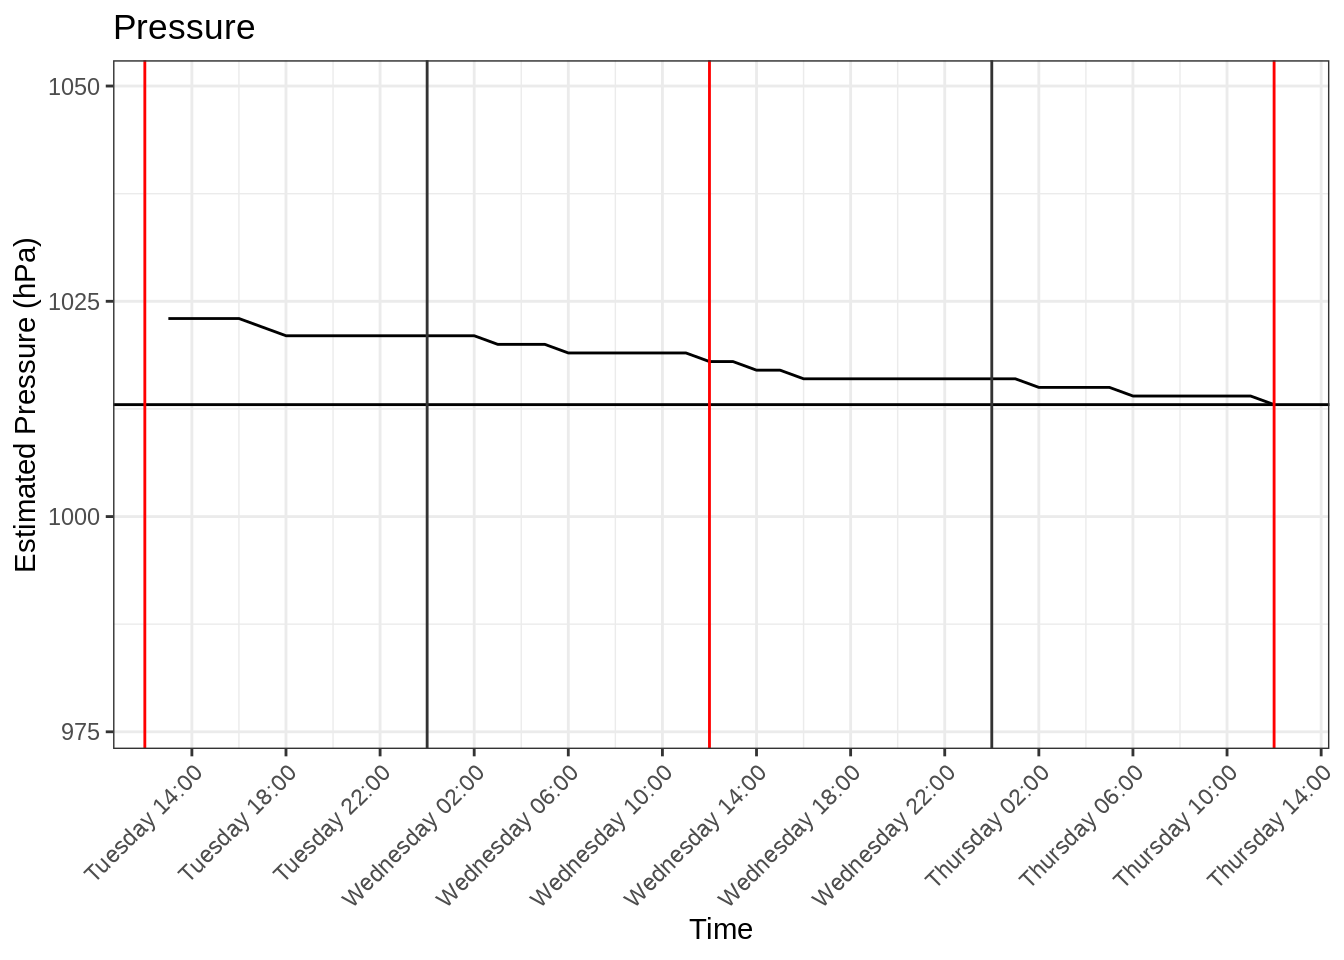 Pressure
1050
1025
1000
975
Estimated Pressure (hPa)
Tuesday 14:00
Tuesday 18:00
Tuesday 22:00
Wednesday 02:00
Wednesday 06:00
Wednesday 10:00
Wednesday 14:00
Wednesday 18:00
Wednesday 22:00
Thursday 02:00
Thursday 06:00
Thursday 10:00
Thursday 14:00
Time